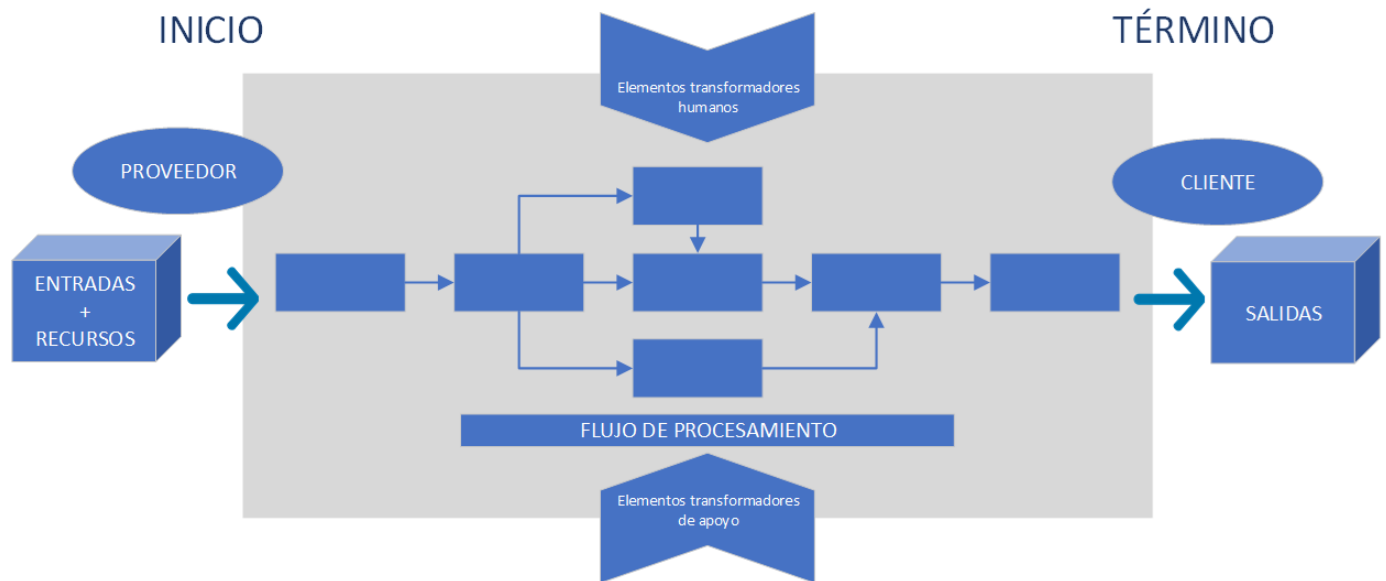 INICIO
TÉRMINO
Elementos transformadores
humanos
PROVEEDOR
CLIENTE
ENTRADAS
+
RECURSOS
SALIDAS
FLUJO DE PROCESAMIENTO
Elementos transformadores
de apoyo